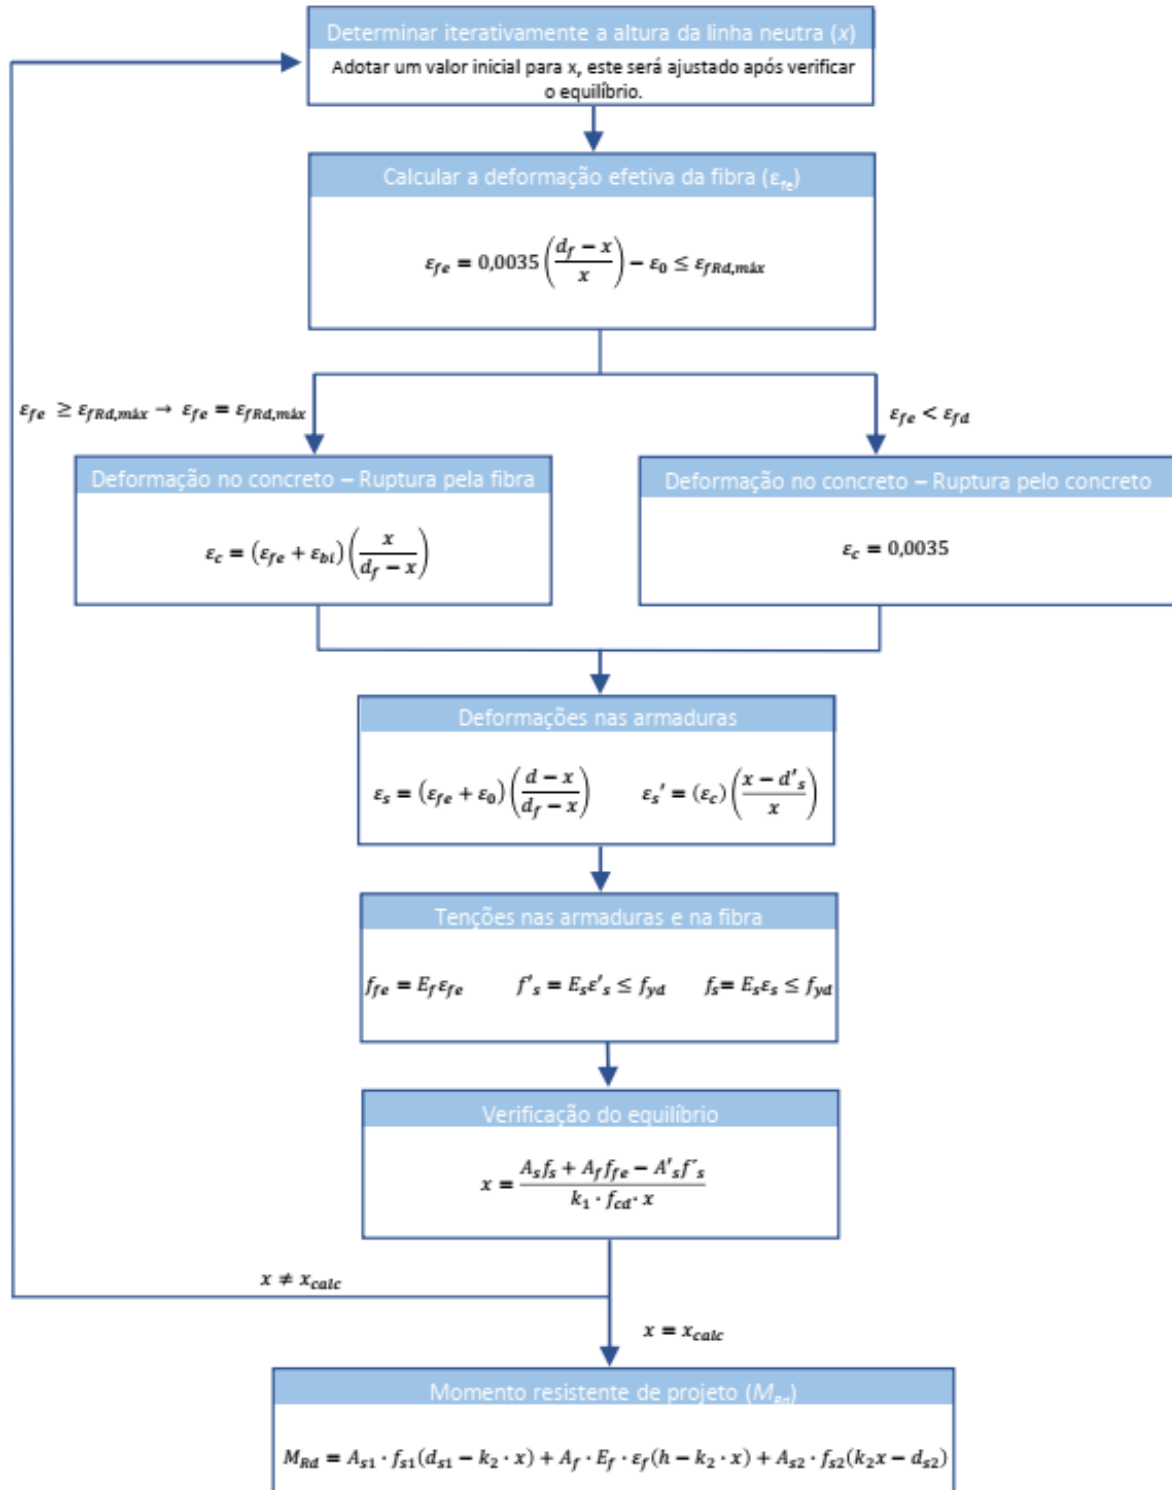 Determinar iterativamente a altura da linha neutra (x)
Adotar um valor inicial para x, este será ajustado após verificar
o equilíbrio.
Calcular a deformação efetiva da fibra (ε_fe)
ε_fe = 0,0035 ((d_f − x)/x) − ε_0 ≤ ε_fRd,máx
ε_fe ≥ ε_fRd,máx → ε_fe = ε_fRd,máx
ε_fe < ε_fd
Deformação no concreto – Ruptura pela fibra
ε_c = (ε_fe + ε_bi) (x/(d_f − x))
Deformação no concreto – Ruptura pelo concreto
ε_c = 0,0035
Deformações nas armaduras
ε_s = (ε_fe + ε_0) ((d − x)/(d_f − x)) ε_s' = (ε_c) ((x − d'_s)/x)
Tenções nas armaduras e na fibra
f_fe = E_f ε_fe f'_s = E_s ε'_s ≤ f_yd f_s= E_s ε_s ≤ f_yd
Verificação do equilíbrio
x = (A_s f_s + A_f f_fe − A'_s f´_s)/(k_1 · f_cd · x)
x ≠ x_calc
x = x_calc
Momento resistente de projeto (M_Rd)
M_Rd = A_s1 · f_s1(d_s1 − k_2 · x) + A_f · E_f · ε_f(h − k_2 · x) + A_s2 · f_s2(k_2x − d_s2)